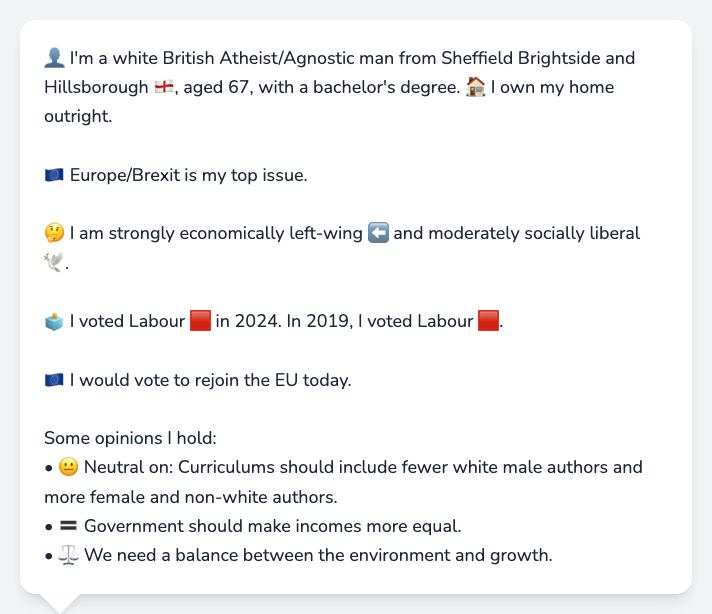 👤 I'm a white British Atheist/Agnostic man from Sheffield Brightside and
Hillsborough 🏴󠁧󠁢󠁥󠁮󠁧󠁿, aged 67, with a bachelor's degree. 🏠 I own my home
outright.
🇪🇺 Europe/Brexit is my top issue.
🤔 I am strongly economically left-wing ⬅️ and moderately socially liberal
🕊️.
🗳️ I voted Labour 🟥 in 2024. In 2019, I voted Labour 🟥.
🇪🇺 I would vote to rejoin the EU today.
Some opinions I hold:
• 😐 Neutral on: Curriculums should include fewer white male authors and
more female and non-white authors.
• 🟰 Government should make incomes more equal.
• ⚖️ We need a balance between the environment and growth.